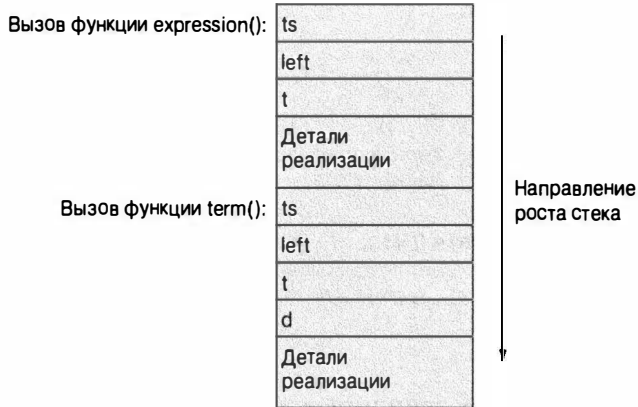 Вызов функции expression():
ts
left
t
Детали
реализации
Вызов функции term():
ts
left
t
d
Детали
реализации
Направление
роста стека